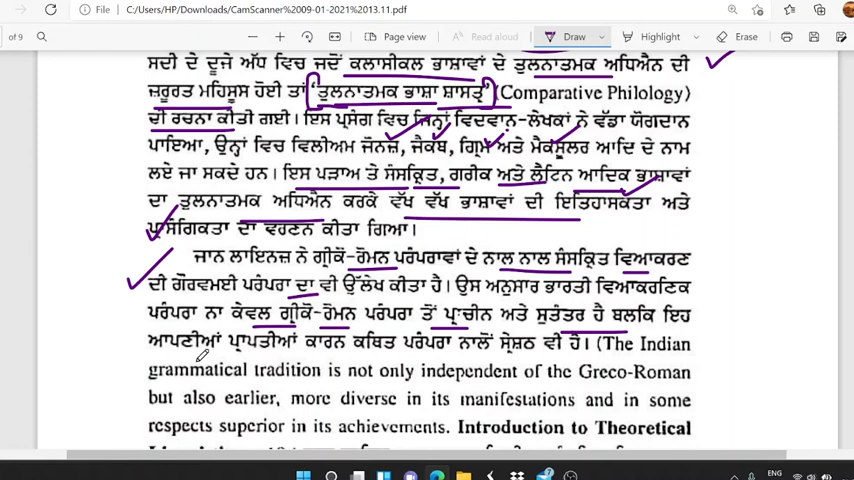 File | C:/Users/HP/Downloads/CamScanner%2009-01-2021%2013.11.pdf
of 9 Page view Read aloud Draw Highlight Erase
ਸਦੀ ਦੇ ਦੂਜੇ ਅੱਧ ਵਿਚ ਜਦੋਂ ਕਲਾਸੀਕਲ ਭਾਸ਼ਾਵਾਂ ਦੇ ਤੁਲਨਾਤਮਕ ਅਧਿਐਨ ਦੀ
ਜ਼ਰੂਰਤ ਮਹਿਸੂਸ ਹੋਈ ਤਾਂ 'ਤੁਲਨਾਤਮਕ ਭਾਸ਼ਾ ਸ਼ਾਸਤ੍ਰ' (Comparative Philology)
ਦੀ ਰਚਨਾ ਕੀਤੀ ਗਈ। ਇਸ ਪ੍ਰਸੰਗ ਵਿਚ ਜਿਨ੍ਹਾਂ ਵਿਦਵਾਨ-ਲੇਖਕਾਂ ਨੇ ਵੱਡਾ ਯੋਗਦਾਨ
ਪਾਇਆ, ਉਨ੍ਹਾਂ ਵਿਚ ਵਿਲੀਅਮ ਜੋਨਜ਼, ਜੈਕੱਬ, ਗ੍ਰਿਮ ਅਤੇ ਮੈਕਸੂਲਰ ਆਦਿ ਦੇ ਨਾਮ
ਲਏ ਜਾ ਸਕਦੇ ਹਨ। ਇਸ ਪੜਾਅ ਤੇ ਸੰਸਕ੍ਰਿਤ, ਗਰੀਕ ਅਤੇ ਲੈਟਿਨ ਆਦਿਕ ਭਾਸ਼ਾਵਾਂ
ਦਾ ਤੁਲਨਾਤਮਕ ਅਧਿਐਨ ਕਰਕੇ ਵੱਖ ਵੱਖ ਭਾਸ਼ਾਵਾਂ ਦੀ ਇਤਿਹਾਸਕਤਾ ਅਤੇ
ਪ੍ਰਾਸੰਗਿਕਤਾ ਦਾ ਵਰਣਨ ਕੀਤਾ ਗਿਆ।
ਜਾਨ ਲਾਇਨਜ਼ ਨੇ ਗ੍ਰੀਕੋ-ਰੋਮਨ ਪਰੰਪਰਾਵਾਂ ਦੇ ਨਾਲ ਨਾਲ ਸੰਸਕ੍ਰਿਤ ਵਿਆਕਰਣ
ਦੀ ਗੌਰਵਮਈ ਪਰੰਪਰਾ ਦਾ ਵੀ ਉੱਲੇਖ ਕੀਤਾ ਹੈ। ਉਸ ਅਨੁਸਾਰ ਭਾਰਤੀ ਵਿਆਕਰਣਿਕ
ਪਰੰਪਰਾ ਨਾ ਕੇਵਲ ਗ੍ਰੀਕੋ-ਰੋਮਨ ਪਰੰਪਰਾ ਤੋਂ ਪ੍ਰਾਚੀਨ ਅਤੇ ਸੁਤੰਤਰ ਹੈ ਬਲਕਿ ਇਹ
ਆਪਣੀਆਂ ਪ੍ਰਾਪਤੀਆਂ ਕਾਰਨ ਕਥਿਤ ਪਰੰਪਰਾ ਨਾਲੋਂ ਸ੍ਰੇਸ਼ਠ ਵੀ ਹੈ। (The Indian
grammatical tradition is not only independent of the Greco-Roman
but also earlier, more diverse in its manifestations and in some
respects superior in its achievements. Introduction to Theoretical
ENG